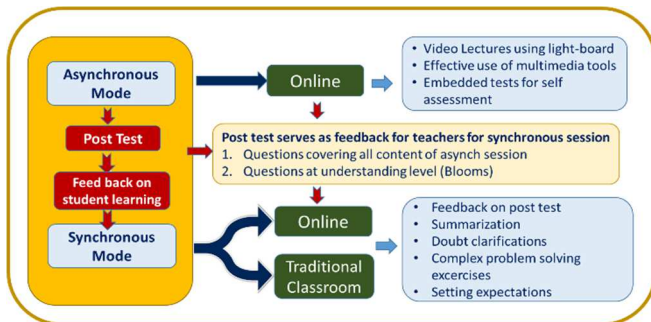 Asynchronous
Mode
Post Test
Feed back on
student learning
Synchronous
Mode
Online
• Video Lectures using light-board
• Effective use of multimedia tools
• Embedded tests for self
assessment
Post test serves as feedback for teachers for synchronous session
1. Questions covering all content of asynch session
2. Questions at understanding level (Blooms)
Online
Traditional
Classroom
• Feedback on post test
• Summarization
• Doubt clarifications
• Complex problem solving
excercises
• Setting expectations